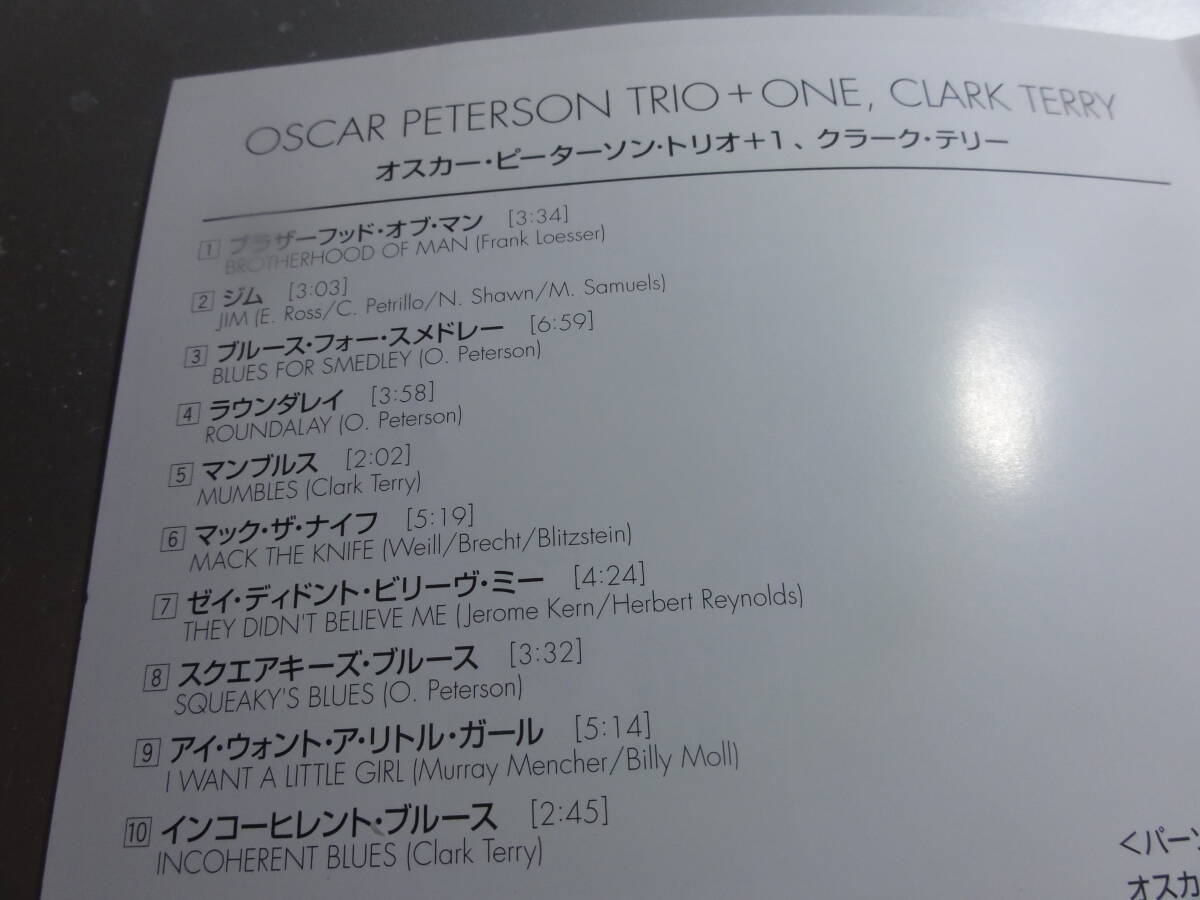 OSCAR PETERSON TRIO + ONE, CLARK TERRY
オスカー・ピーターソン・トリオ+1、クラーク・テリー
1 ブラザーフッド・オブ・マン [3:34]
BROTHERHOOD OF MAN (Frank Loesser)
2 ジム [3:03]
JIM (E. Ross/C. Petrillo/N. Shawn/M. Samuels)
3 ブルース・フォー・スメドレー [6:59]
BLUES FOR SMEDLEY (O. Peterson)
4 ラウンダレイ [3:58]
ROUNDALAY (O. Peterson)
5 マンブルス [2:02]
MUMBLES (Clark Terry)
6 マック・ザ・ナイフ [5:19]
MACK THE KNIFE (Weill/Brecht/Blitzstein)
7 ゼイ・ディドント・ビリーヴ・ミー [4:24]
THEY DIDN'T BELIEVE ME (Jerome Kern/Herbert Reynolds)
8 スクエアキーズ・ブルース [3:32]
SQUEAKY'S BLUES (O. Peterson)
9 アイ・ウォント・ア・リトル・ガール [5:14]
I WANT A LITTLE GIRL (Murray Mencher/Billy Moll)
10 インコーヒレント・ブルース [2:45]
INCOHERENT BLUES (Clark Terry)
<パーソ
オスカ